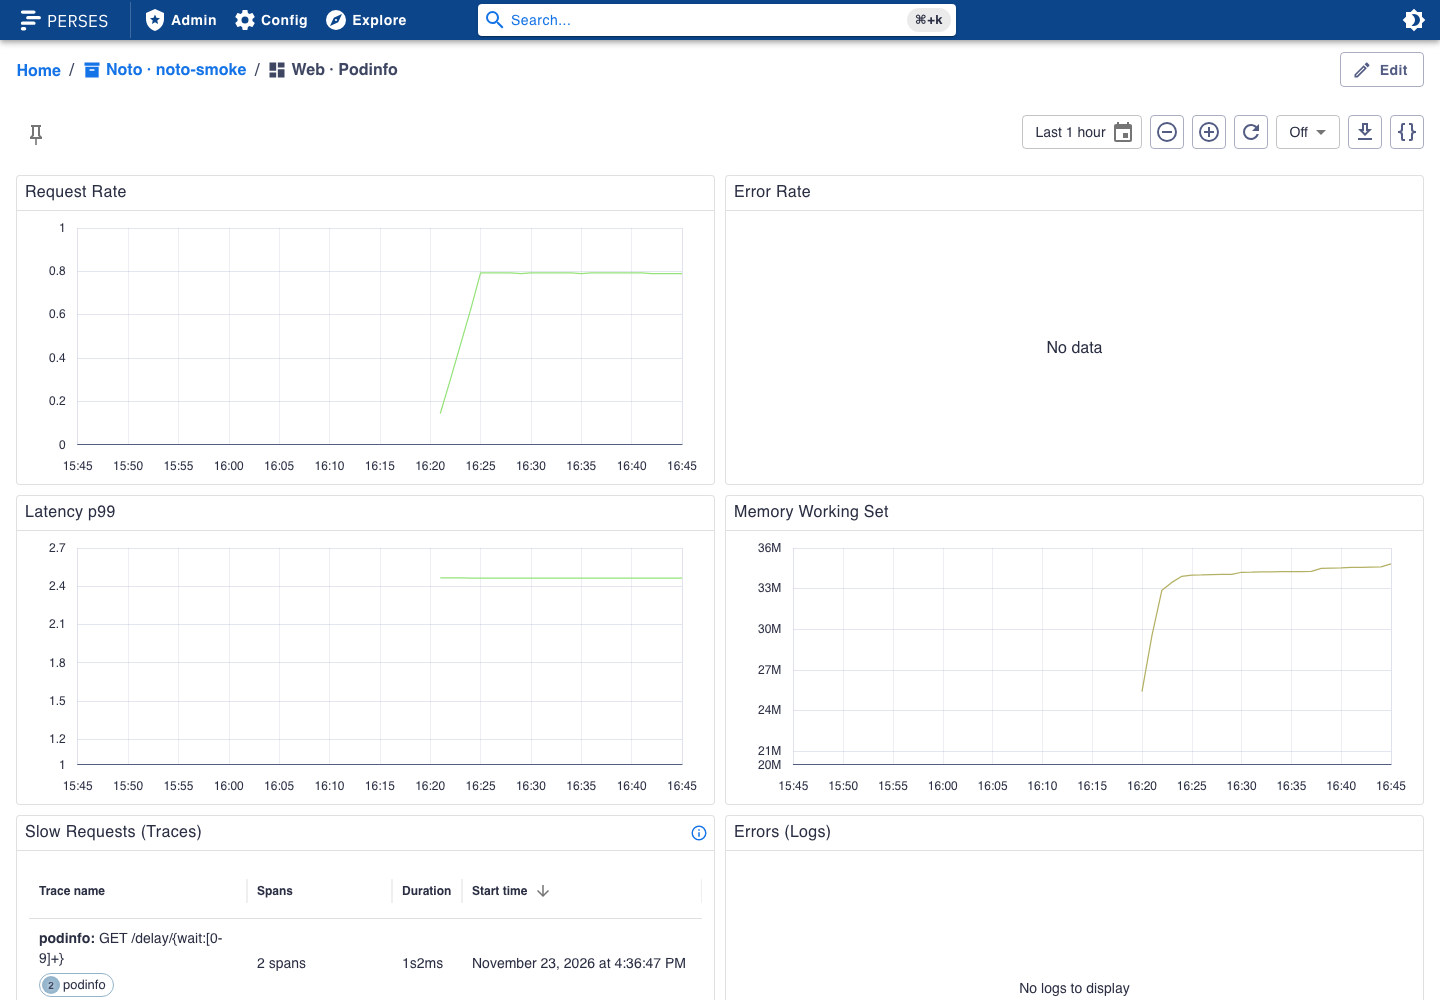 PERSES Admin Config Explore Search... ⌘+k
Home / Noto · noto-smoke / Web · Podinfo Edit
Last 1 hour Off
Request Rate
1
0.8
0.6
0.4
0.2
0
15:45 15:50 15:55 16:00 16:05 16:10 16:15 16:20 16:25 16:30 16:35 16:40 16:45
Error Rate
No data
Latency p99
2.7
2.4
2.1
1.8
1.5
1.2
1
15:45 15:50 15:55 16:00 16:05 16:10 16:15 16:20 16:25 16:30 16:35 16:40 16:45
Memory Working Set
36M
33M
30M
27M
24M
21M
20M
15:45 15:50 15:55 16:00 16:05 16:10 16:15 16:20 16:25 16:30 16:35 16:40 16:45
Slow Requests (Traces)
Trace name Spans Duration Start time
podinfo: GET /delay/{wait:[0-
9]+}
2 podinfo
2 spans 1s2ms November 23, 2026 at 4:36:47 PM
Errors (Logs)
No logs to display